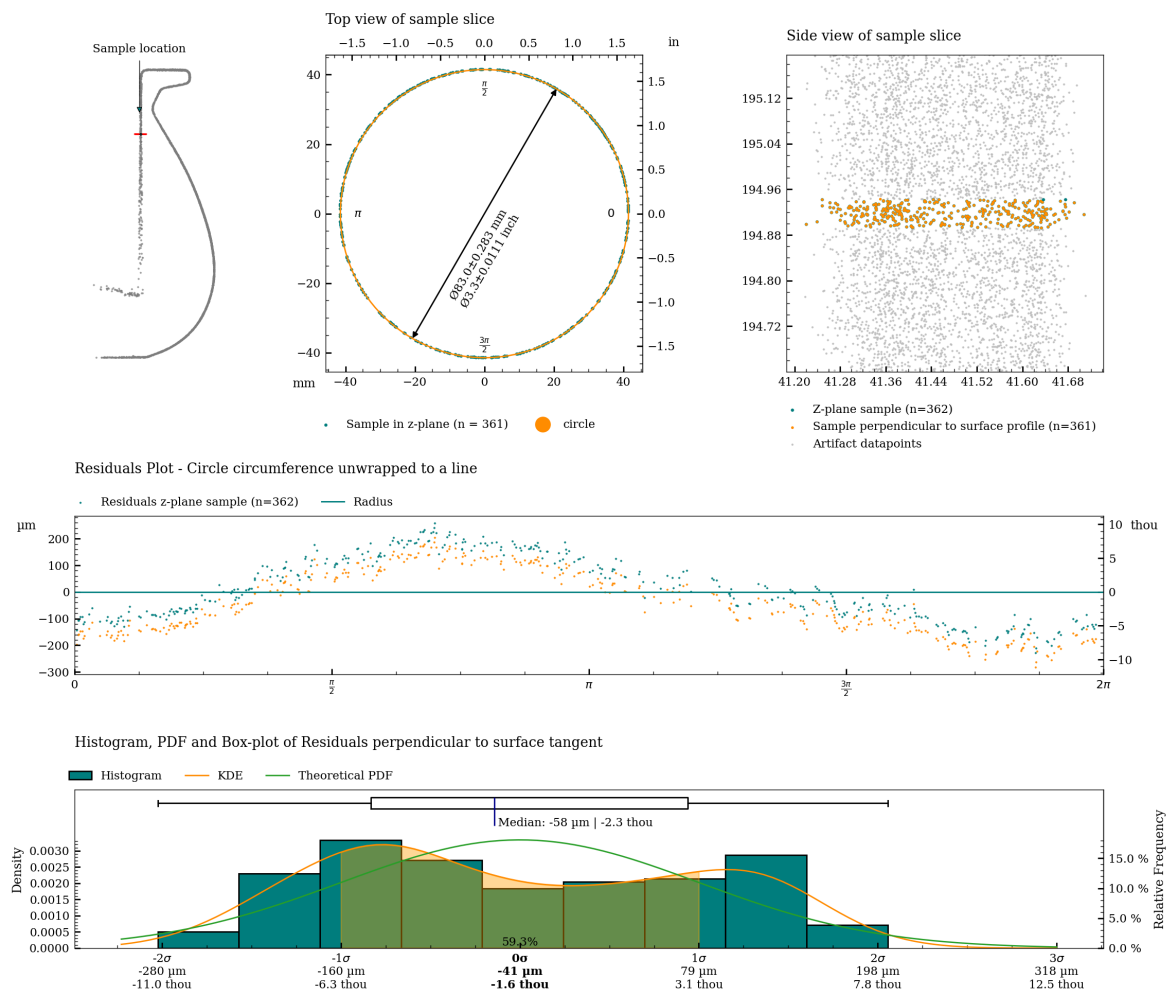 Sample location
Top view of sample slice
−1.5 −1.0 −0.5 0.0 0.5 1.0 1.5 in
40
20
0
−20
−40
1.5
1.0
0.5
0.0
−0.5
−1.0
−1.5
π/2
π
0
3π/2
Ø83.0±0.283 mm
Ø3.3±0.0111 inch
mm −40 −20 0 20 40
Sample in z-plane (n = 361) circle
Side view of sample slice
195.12
195.04
194.96
194.88
194.80
194.72
41.20 41.28 41.36 41.44 41.52 41.60 41.68
Z-plane sample (n=362)
Sample perpendicular to surface profile (n=361)
Artifact datapoints
Residuals Plot - Circle circumference unwrapped to a line
Residuals z-plane sample (n=362) Radius
µm
200
100
0
−100
−200
−300
10 thou
5
0
−5
−10
0 π/2 π 3π/2 2π
Histogram, PDF and Box-plot of Residuals perpendicular to surface tangent
Histogram KDE Theoretical PDF
Median: -58 µm | -2.3 thou
Density
0.0030
0.0025
0.0020
0.0015
0.0010
0.0005
0.0000
Relative Frequency
15.0 %
10.0 %
5.0 %
0.0 %
59.3%
-2σ -1σ 0σ 1σ 2σ 3σ
-280 µm -160 µm -41 µm 79 µm 198 µm 318 µm
-11.0 thou -6.3 thou -1.6 thou 3.1 thou 7.8 thou 12.5 thou